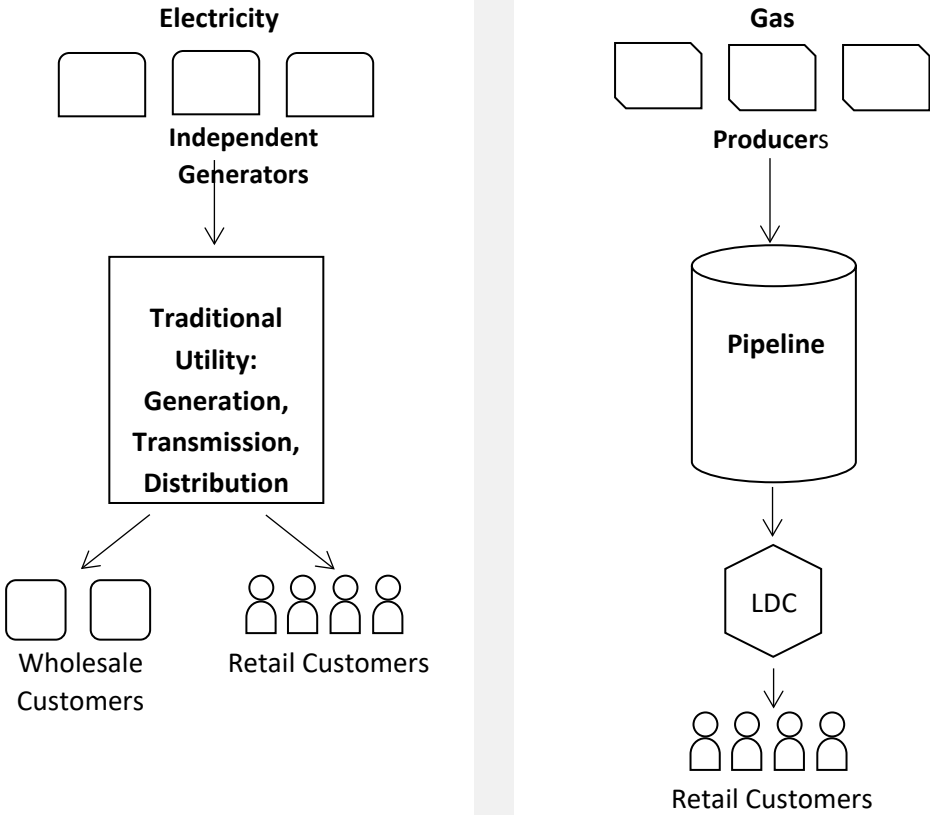 Electricity
Independent
Generators
Traditional
Utility:
Generation,
Transmission,
Distribution
Wholesale
Customers
Retail Customers
Gas
Producers
Pipeline
LDC
Retail Customers